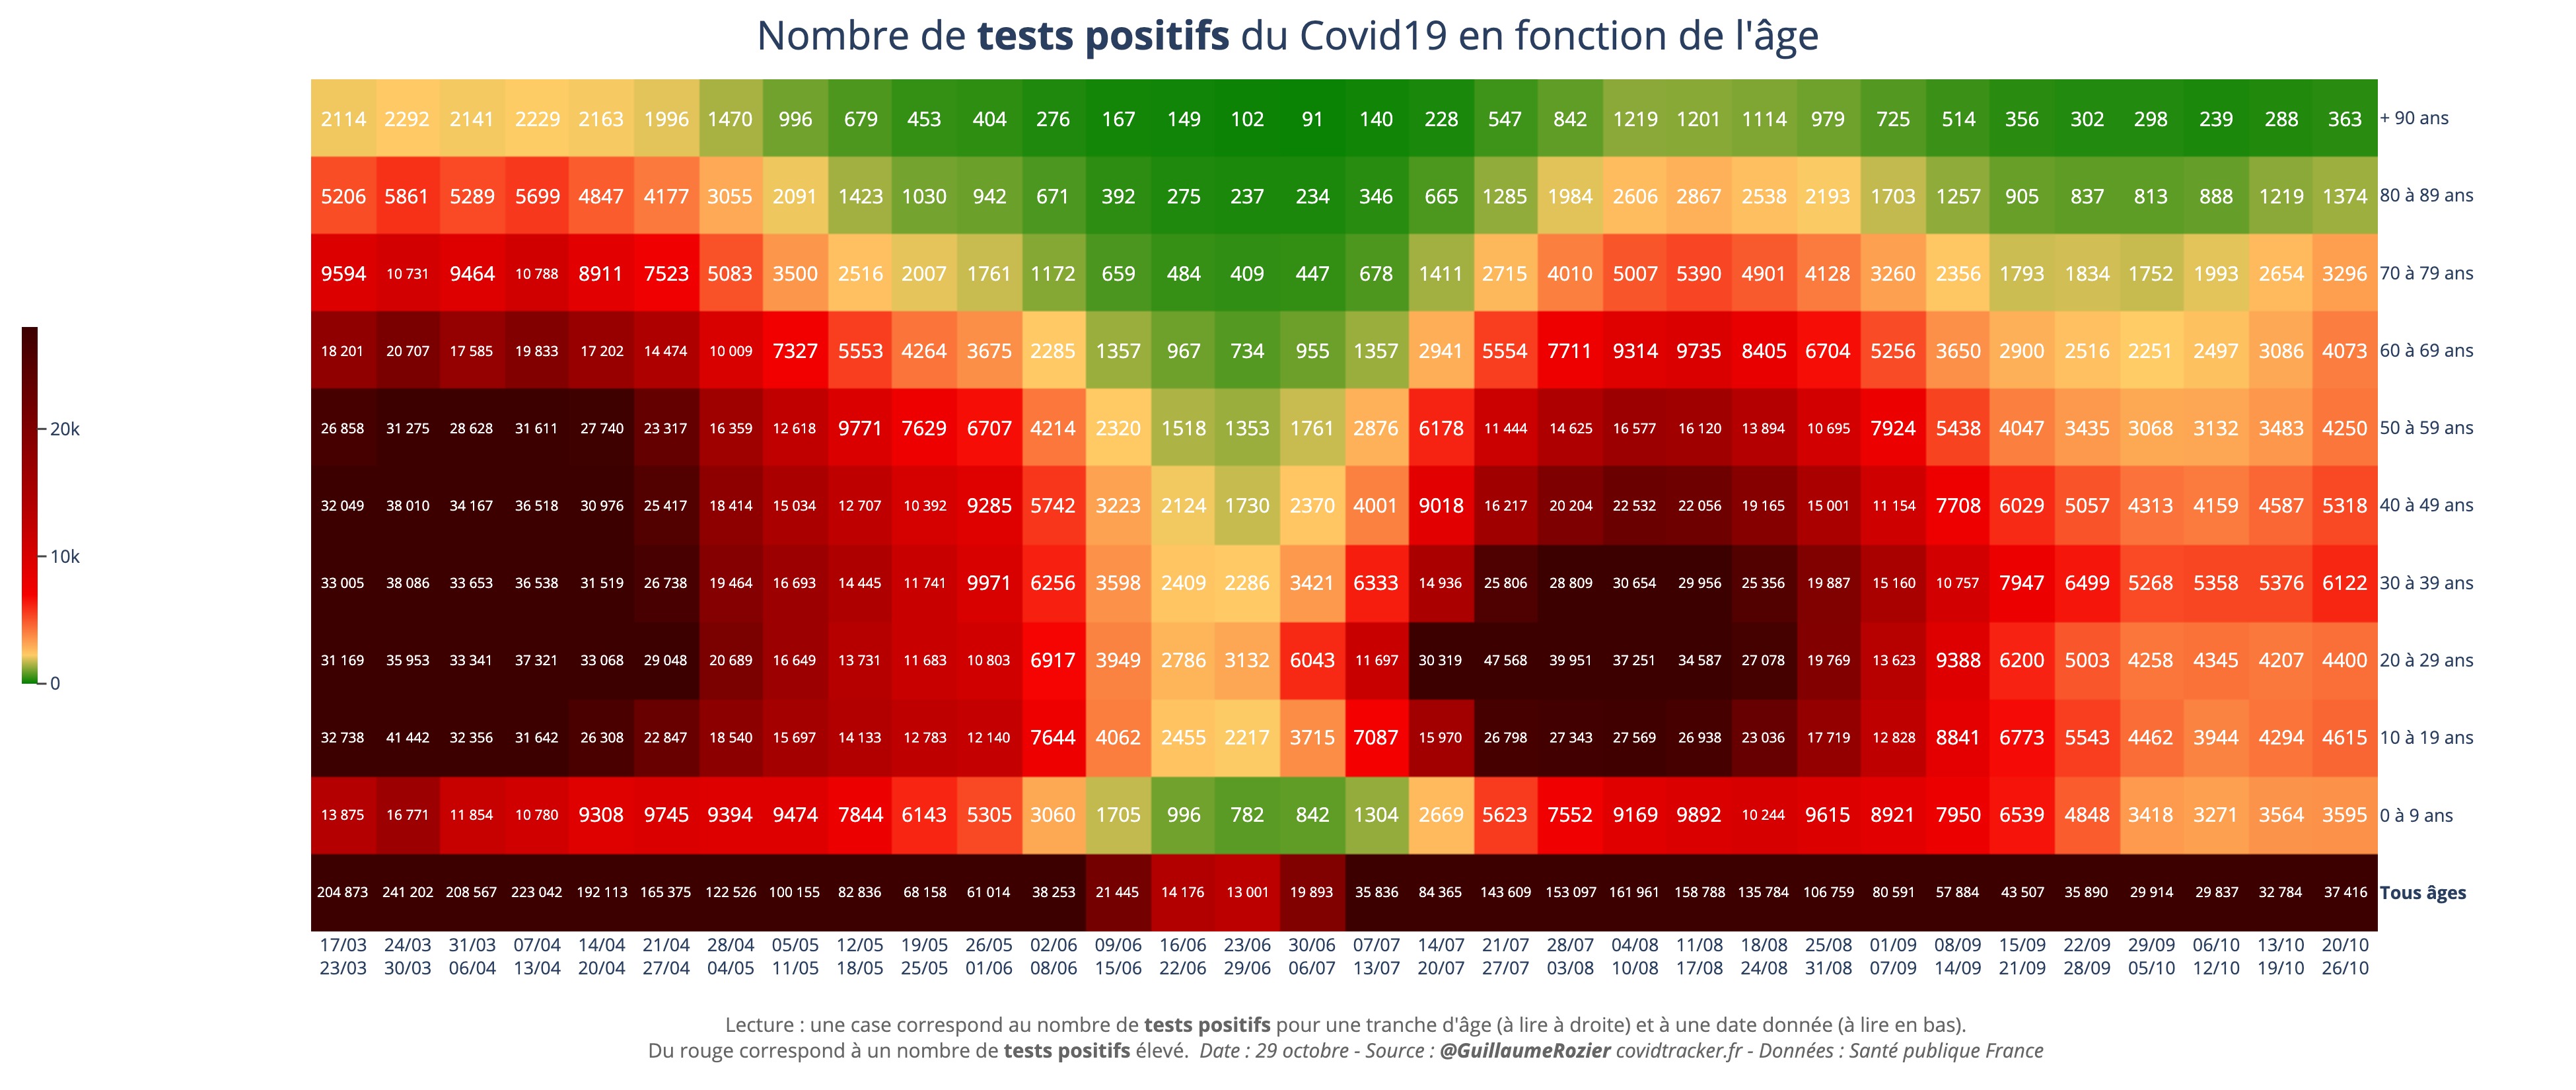 Nombre de tests positifs du Covid19 en fonction de l'âge
2114 2292 2141 2229 2163 1996 1470 996 679 453 404 276 167 149 102 91 140 228 547 842 1219 1201 1114 979 725 514 356 302 298 239 288 363 + 90 ans
5206 5861 5289 5699 4847 4177 3055 2091 1423 1030 942 671 392 275 237 234 346 665 1285 1984 2606 2867 2538 2193 1703 1257 905 837 813 888 1219 1374 80 à 89 ans
9594 10 731 9464 10 788 8911 7523 5083 3500 2516 2007 1761 1172 659 484 409 447 678 1411 2715 4010 5007 5390 4901 4128 3260 2356 1793 1834 1752 1993 2654 3296 70 à 79 ans
18 201 20 707 17 585 19 833 17 202 14 474 10 009 7327 5553 4264 3675 2285 1357 967 734 955 1357 2941 5554 7711 9314 9735 8405 6704 5256 3650 2900 2516 2251 2497 3086 4073 60 à 69 ans
20k
26 858 31 275 28 628 31 611 27 740 23 317 16 359 12 618 9771 7629 6707 4214 2320 1518 1353 1761 2876 6178 11 444 14 625 16 577 16 120 13 894 10 695 7924 5438 4047 3435 3068 3132 3483 4250 50 à 59 ans
32 049 38 010 34 167 36 518 30 976 25 417 18 414 15 034 12 707 10 392 9285 5742 3223 2124 1730 2370 4001 9018 16 217 20 204 22 532 22 056 19 165 15 001 11 154 7708 6029 5057 4313 4159 4587 5318 40 à 49 ans
10k
33 005 38 086 33 653 36 538 31 519 26 738 19 464 16 693 14 445 11 741 9971 6256 3598 2409 2286 3421 6333 14 936 25 806 28 809 30 654 29 956 25 356 19 887 15 160 10 757 7947 6499 5268 5358 5376 6122 30 à 39 ans
31 169 35 953 33 341 37 321 33 068 29 048 20 689 16 649 13 731 11 683 10 803 6917 3949 2786 3132 6043 11 697 30 319 47 568 39 951 37 251 34 587 27 078 19 769 13 623 9388 6200 5003 4258 4345 4207 4400 20 à 29 ans
0
32 738 41 442 32 356 31 642 26 308 22 847 18 540 15 697 14 133 12 783 12 140 7644 4062 2455 2217 3715 7087 15 970 26 798 27 343 27 569 26 938 23 036 17 719 12 828 8841 6773 5543 4462 3944 4294 4615 10 à 19 ans
13 875 16 771 11 854 10 780 9308 9745 9394 9474 7844 6143 5305 3060 1705 996 782 842 1304 2669 5623 7552 9169 9892 10 244 9615 8921 7950 6539 4848 3418 3271 3564 3595 0 à 9 ans
204 873 241 202 208 567 223 042 192 113 165 375 122 526 100 155 82 836 68 158 61 014 38 253 21 445 14 176 13 001 19 893 35 836 84 365 143 609 153 097 161 961 158 788 135 784 106 759 80 591 57 884 43 507 35 890 29 914 29 837 32 784 37 416 Tous âges
17/03 24/03 31/03 07/04 14/04 21/04 28/04 05/05 12/05 19/05 26/05 02/06 09/06 16/06 23/06 30/06 07/07 14/07 21/07 28/07 04/08 11/08 18/08 25/08 01/09 08/09 15/09 22/09 29/09 06/10 13/10 20/10
23/03 30/03 06/04 13/04 20/04 27/04 04/05 11/05 18/05 25/05 01/06 08/06 15/06 22/06 29/06 06/07 13/07 20/07 27/07 03/08 10/08 17/08 24/08 31/08 07/09 14/09 21/09 28/09 05/10 12/10 19/10 26/10
Lecture : une case correspond au nombre de tests positifs pour une tranche d'âge (à lire à droite) et à une date donnée (à lire en bas).
Du rouge correspond à un nombre de tests positifs élevé. Date : 29 octobre - Source : @GuillaumeRozier covidtracker.fr - Données : Santé publique France